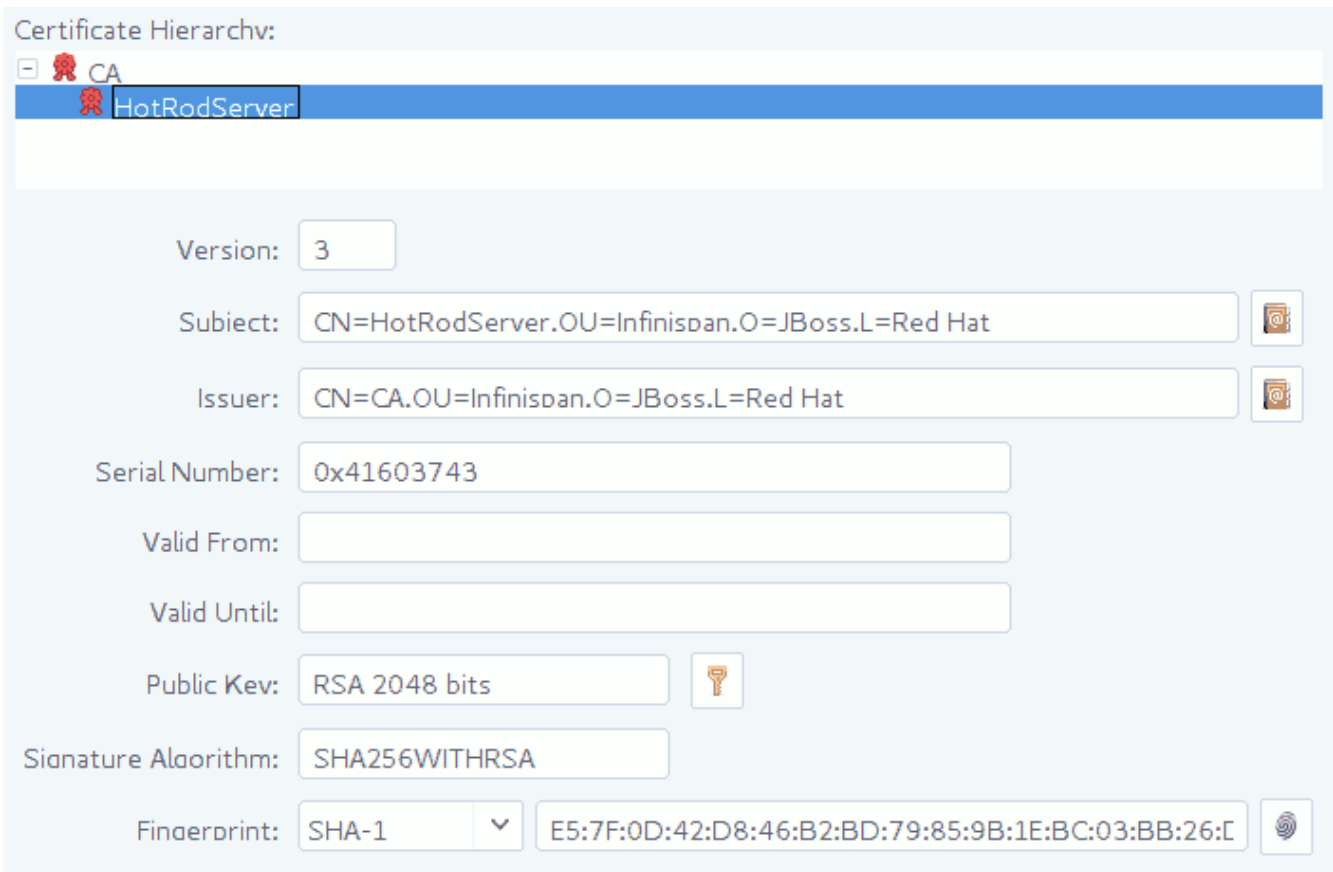 Certificate Hierarchy:
CA
HotRodServer
Version: 3
Subject: CN=HotRodServer,OU=Infinispan,O=JBoss,L=Red Hat
Issuer: CN=CA,OU=Infinispan,O=JBoss,L=Red Hat
Serial Number: 0x41603743
Valid From:
Valid Until:
Public Key: RSA 2048 bits
Signature Algorithm: SHA256WITHRSA
Fingerprint: SHA-1 E5:7F:0D:42:D8:46:B2:BD:79:85:9B:1E:BC:03:BB:26: